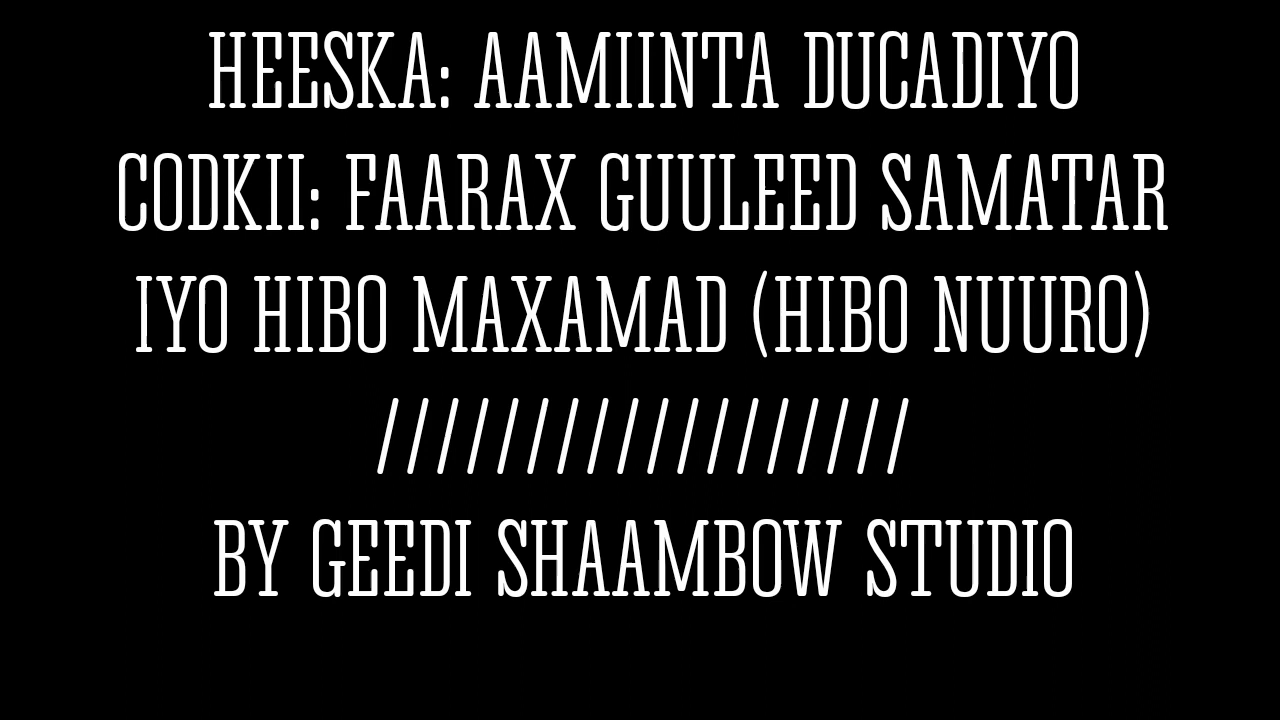 HEESKA: AAMIINTA DUCADIYO
CODKII: FAARAX GUULEED SAMATAR
IYO HIBO MAXAMAD (HIBO NUURO)
//////////////////
BY GEEDI SHAAMBOW STUDIO